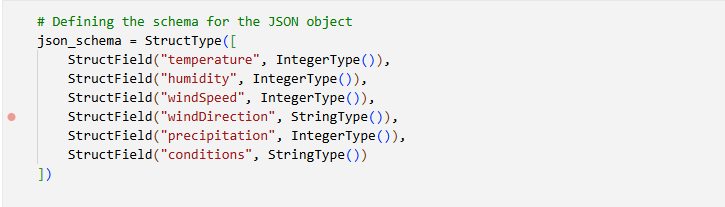 # Defining the schema for the JSON object
json_schema = StructType([
    StructField("temperature", IntegerType()),
    StructField("humidity", IntegerType()),
    StructField("windSpeed", IntegerType()),
    StructField("windDirection", StringType()),
    StructField("precipitation", IntegerType()),
    StructField("conditions", StringType())
])